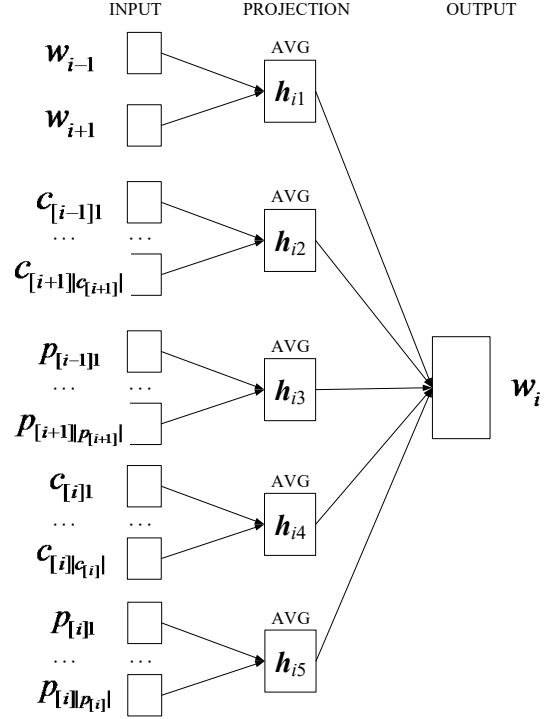 INPUT PROJECTION OUTPUT
w_{i−1}
AVG
h_{i1}
w_{i+1}
c_{[i−1]1}
AVG
... ...
h_{i2}
c_{[i+1]|c_{[i+1]}|}
p_{[i−1]1}
AVG
... ...
h_{i3}
w_i
p_{[i+1]|p_{[i+1]}|}
c_{[i]1}
AVG
... ...
h_{i4}
c_{[i]|c_{[i]}|}
p_{[i]1}
AVG
... ...
h_{i5}
p_{[i]|p_{[i]}|}